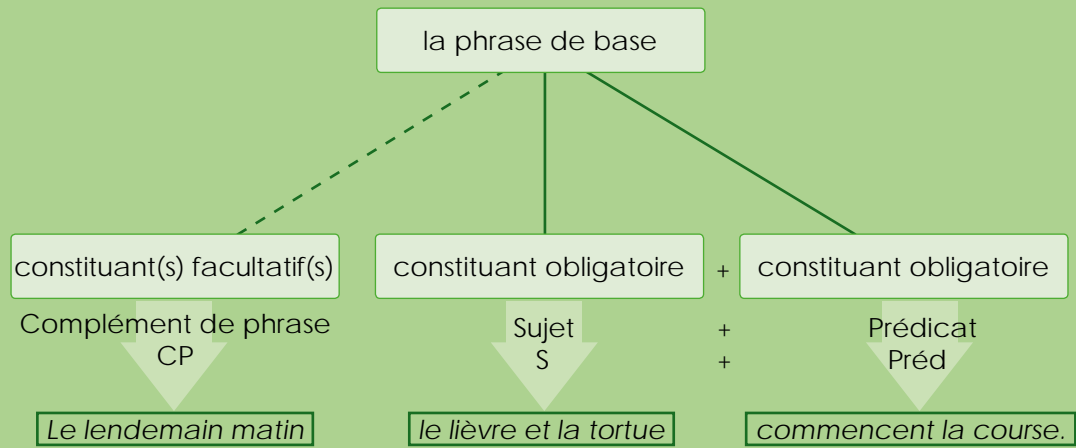 la phrase de base
constituant(s) facultatif(s)
constituant obligatoire + constituant obligatoire
Complément de phrase
Sujet + Prédicat
CP
S + Préd
Le lendemain matin
le lièvre et la tortue
commencent la course.